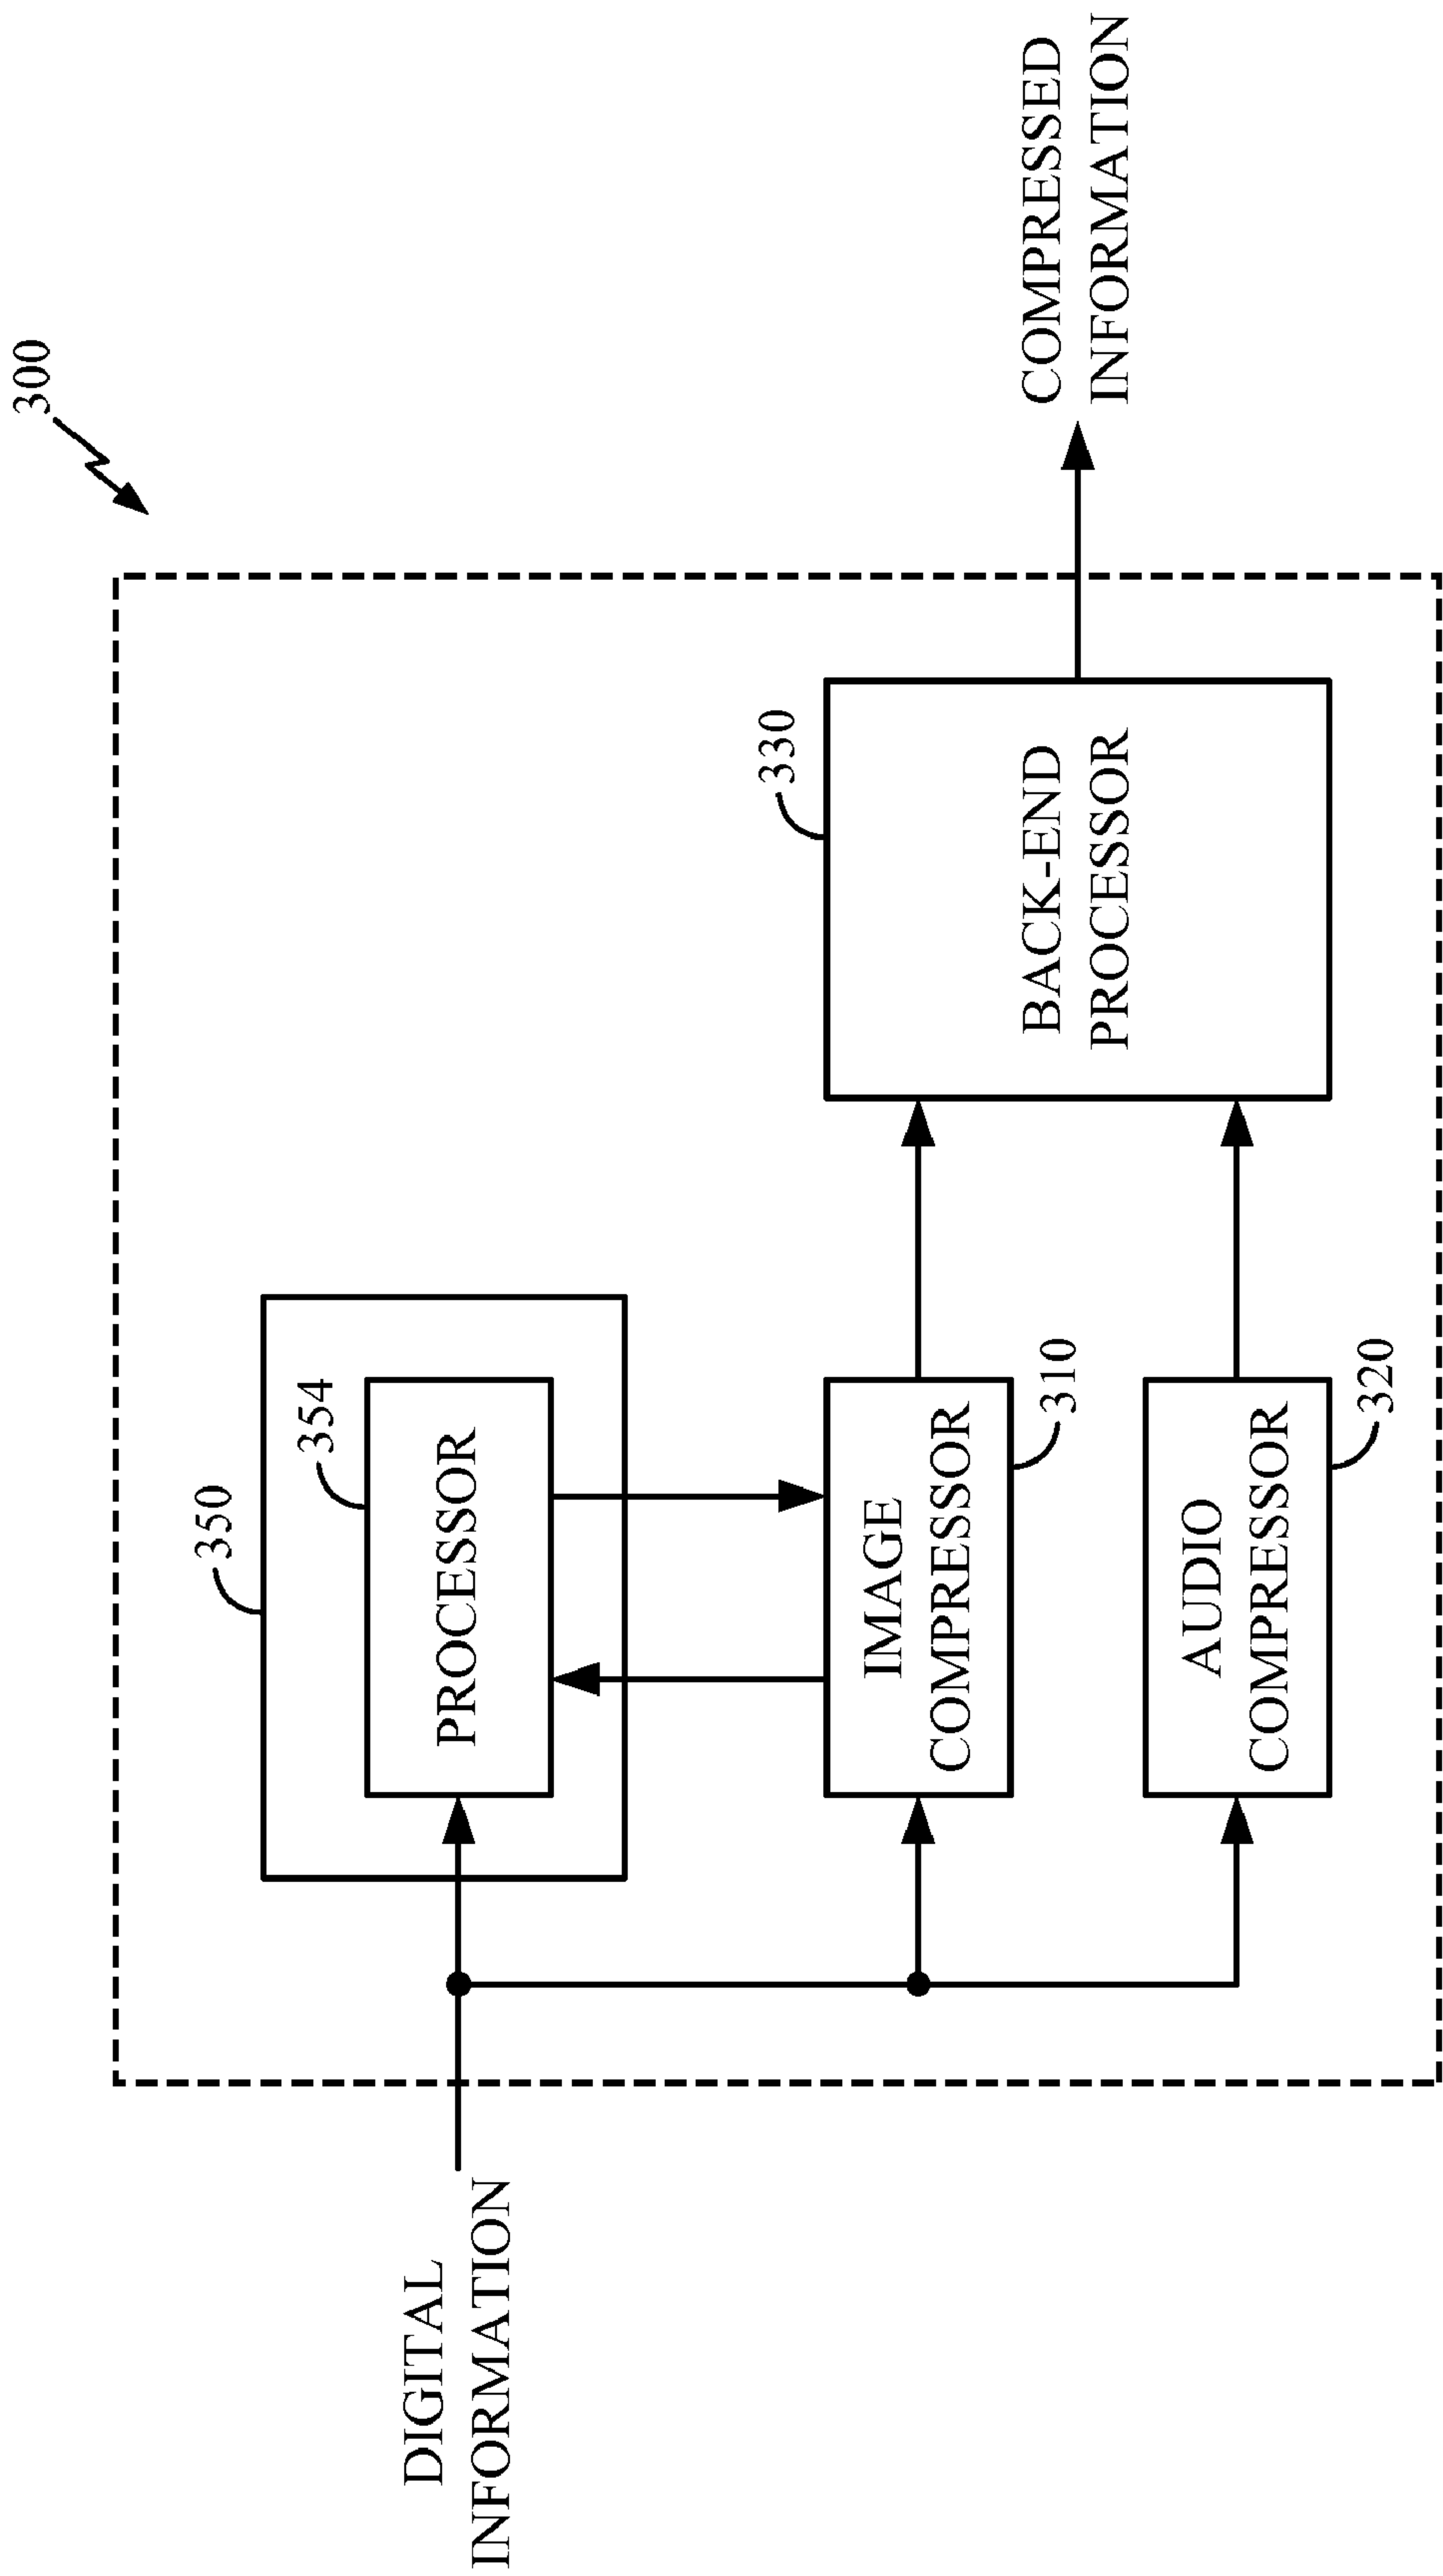 300
350
354
PROCESSOR
330
BACK-END
PROCESSOR
DIGITAL
INFORMATION
IMAGE
COMPRESSOR
310
COMPRESSED
INFORMATION
AUDIO
COMPRESSOR
320